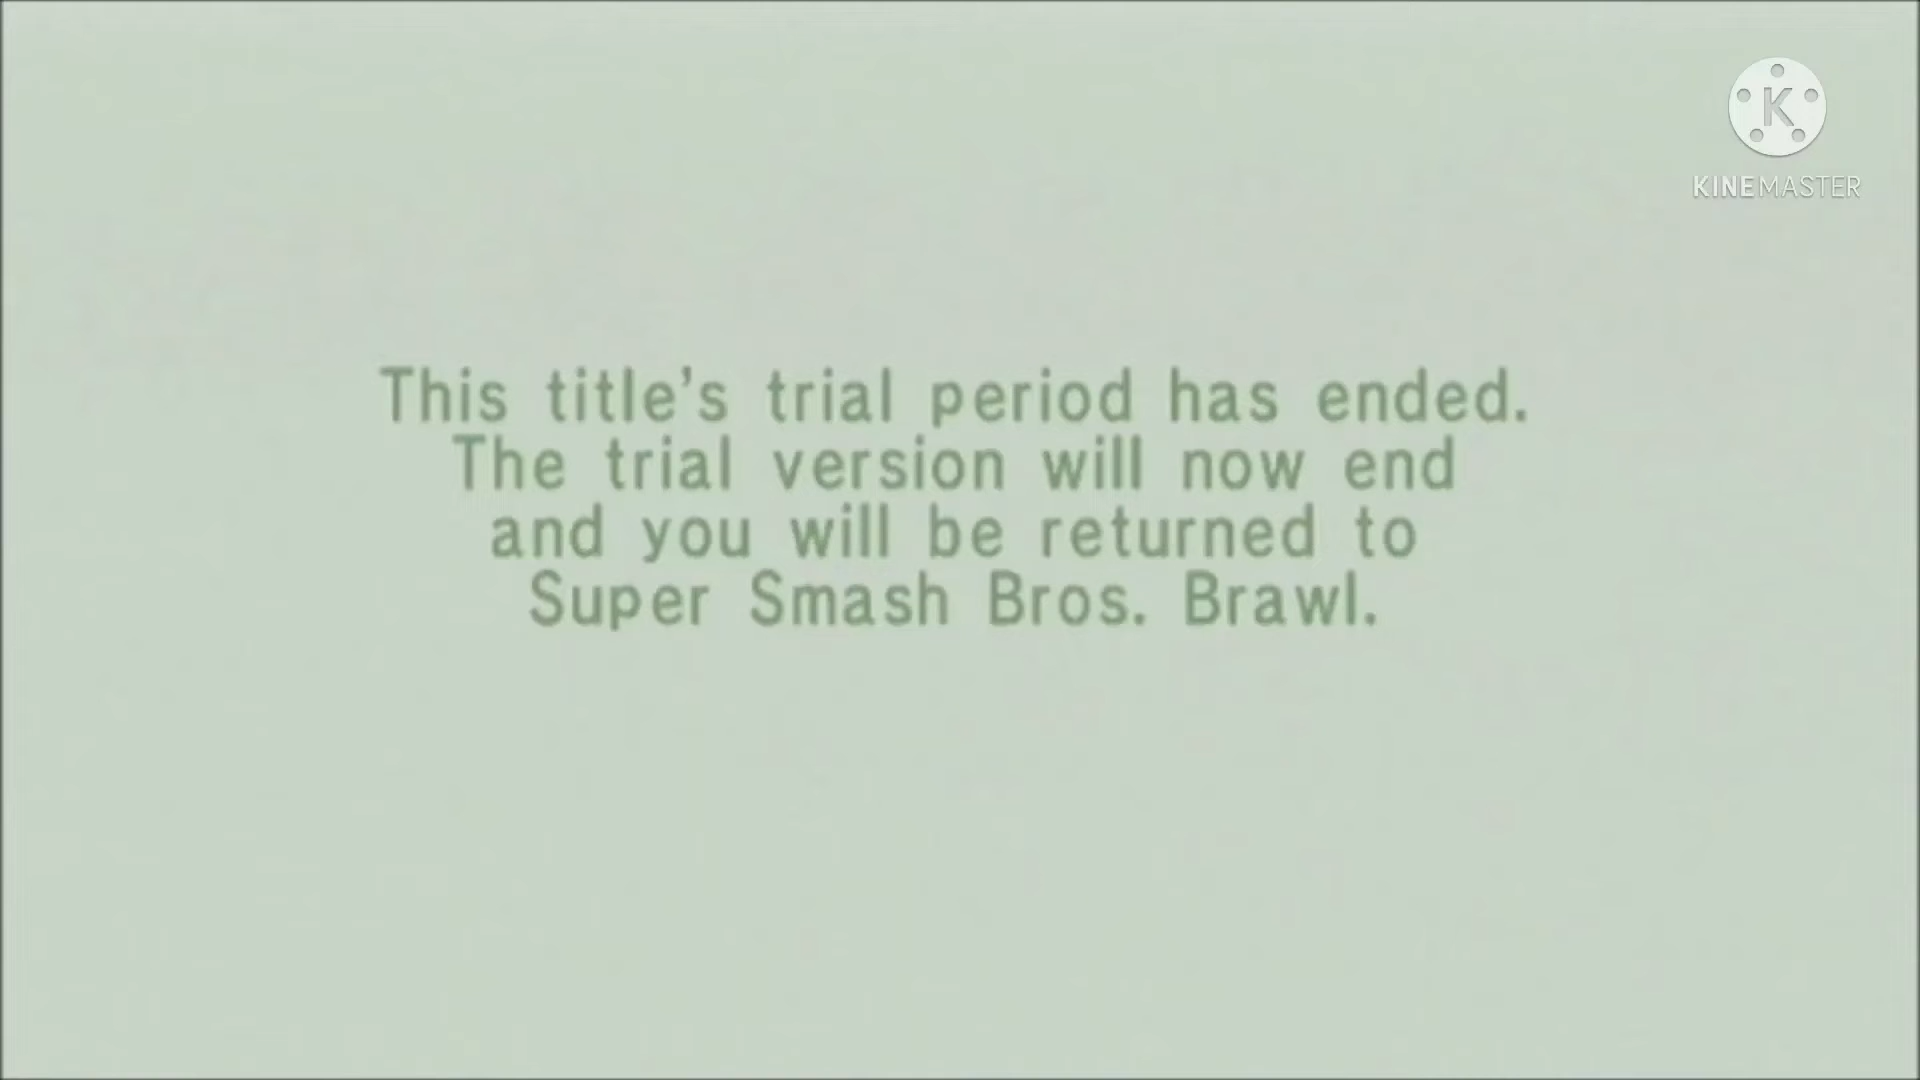 K
KINEMASTER
This title's trial period has ended.
The trial version will now end
and you will be returned to
Super Smash Bros. Brawl.